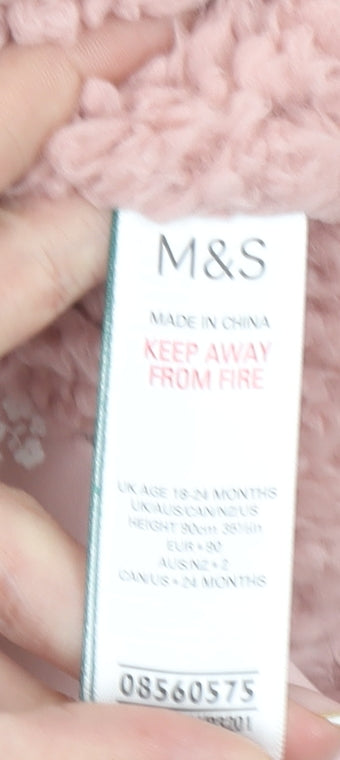 M&S
MADE IN CHINA
KEEP AWAY
FROM FIRE
UK AGE 18-24 MONTHS
UK/AUS/CAN/NZ/US
HEIGHT 90cm 35½in
EUR • 90
AUS/NZ • 2
CAN/US • 24 MONTHS
08560575